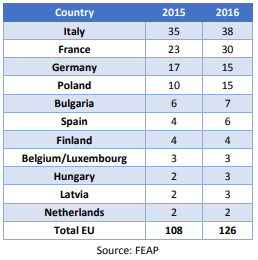 Country 2015 2016
Italy 35 38
France 23 30
Germany 17 15
Poland 10 15
Bulgaria 6 7
Spain 4 6
Finland 4 4
Belgium/Luxembourg 3 3
Hungary 2 3
Latvia 2 3
Netherlands 2 2
Total EU 108 126
Source: FEAP